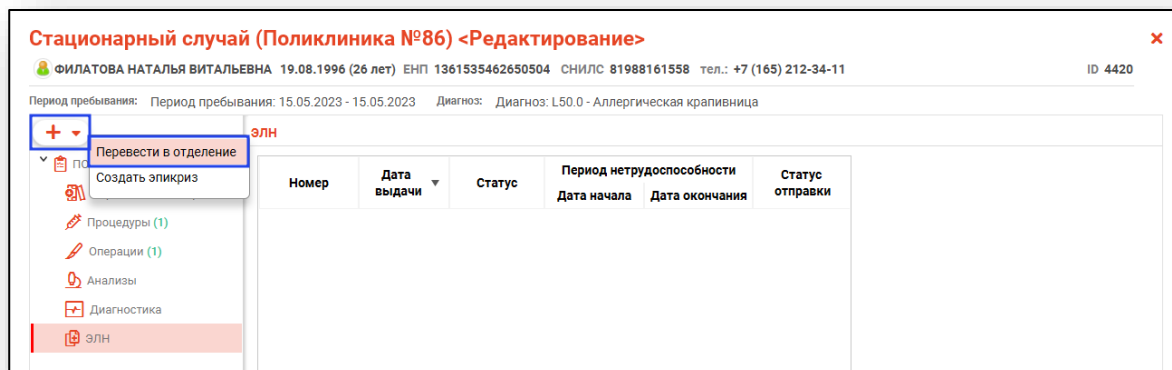 Стационарный случай (Поликлиника №86) <Редактирование>
ФИЛАТОВА НАТАЛЬЯ ВИТАЛЬЕВНА 19.08.1996 (26 лет) ЕНП 1361535462650504 СНИЛС 81988161558 тел.: +7 (165) 212-34-11 ID 4420
Период пребывания: Период пребывания: 15.05.2023 - 15.05.2023 Диагноз: Диагноз: L50.0 - Аллергическая крапивница
ЭЛН
Перевести в отделение
Создать эпикриз
Процедуры (1)
Операции (1)
Анализы
Диагностика
ЭЛН
Номер
Дата выдачи
Статус
Период нетрудоспособности
Дата начала
Дата окончания
Статус отправки